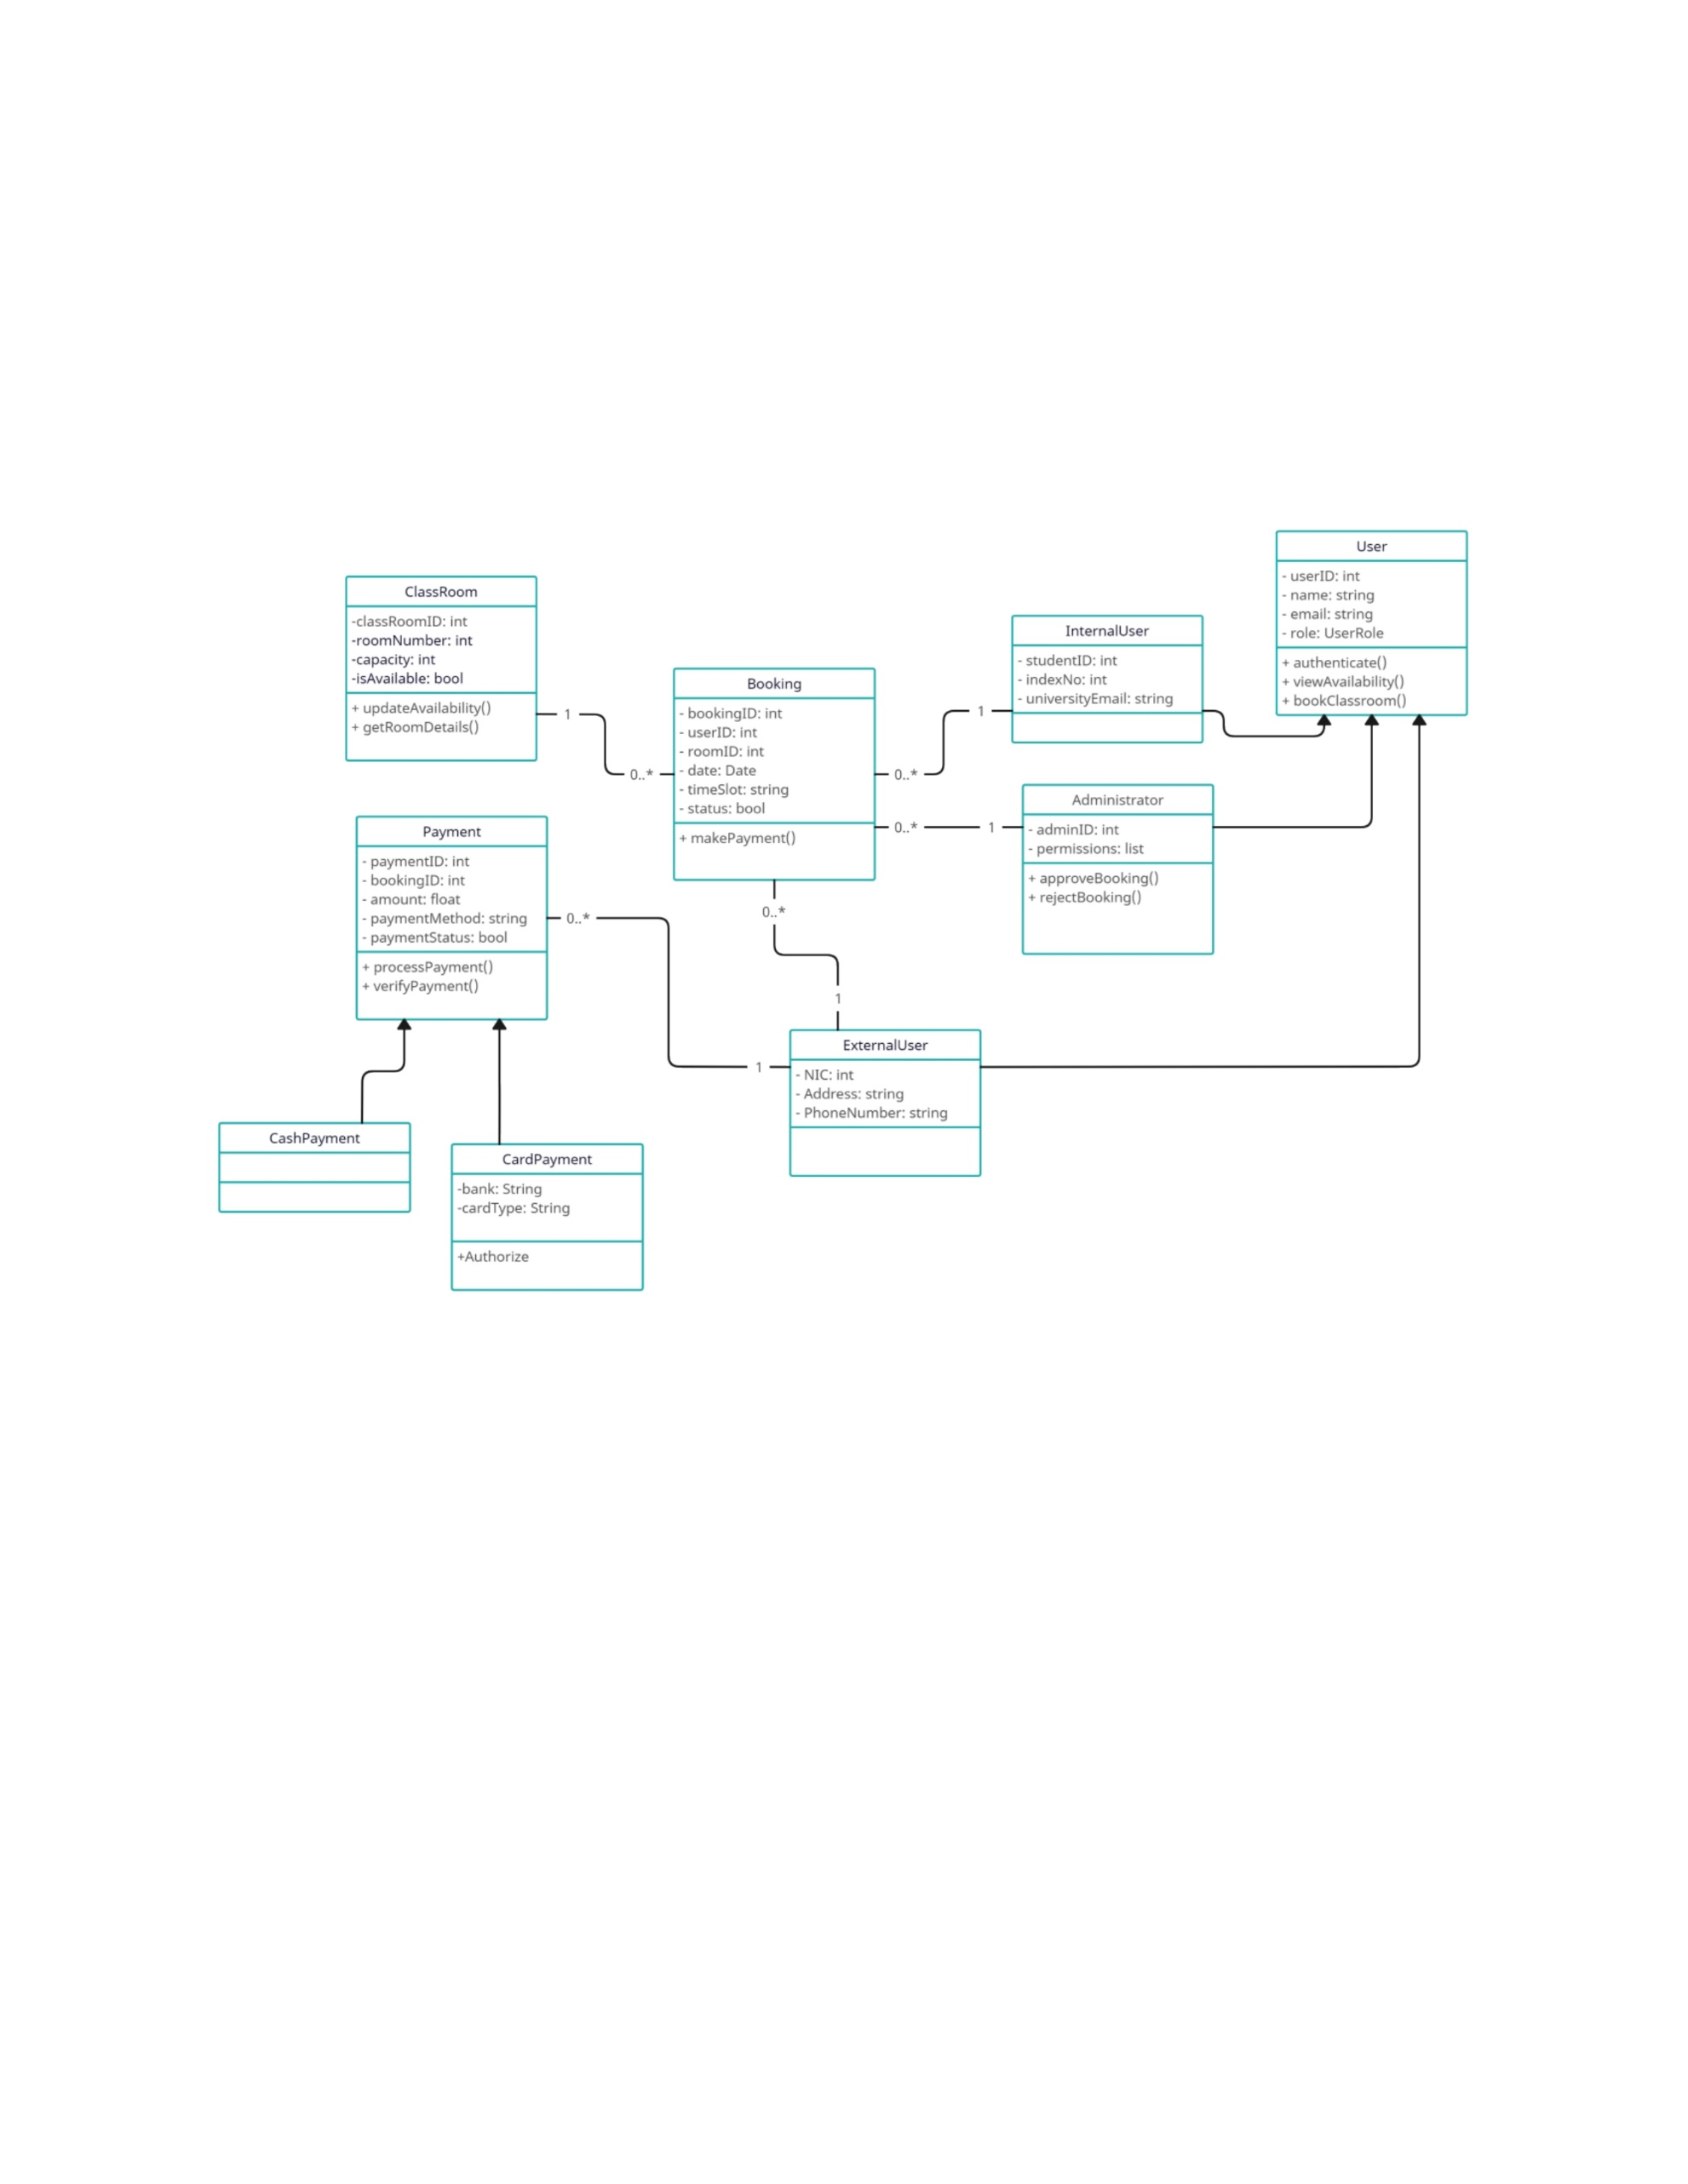 User
- userID: int
- name: string
- email: string
- role: UserRole
+ authenticate()
+ viewAvailability()
+ bookClassroom()
ClassRoom
-classRoomID: int
-roomNumber: int
-capacity: int
-isAvailable: bool
+ updateAvailability()
+ getRoomDetails()
1
0..*
InternalUser
- studentID: int
- indexNo: int
- universityEmail: string
1
0..*
Booking
- bookingID: int
- userID: int
- roomID: int
- date: Date
- timeSlot: string
- status: bool
+ makePayment()
0..*
1
Administrator
- adminID: int
- permissions: list
+ approveBooking()
+ rejectBooking()
Payment
- paymentID: int
- bookingID: int
- amount: float
- paymentMethod: string
- paymentStatus: bool
+ processPayment()
+ verifyPayment()
0..*
0..*
1
1
ExternalUser
- NIC: int
- Address: string
- PhoneNumber: string
CashPayment
CardPayment
-bank: String
-cardType: String
+Authorize